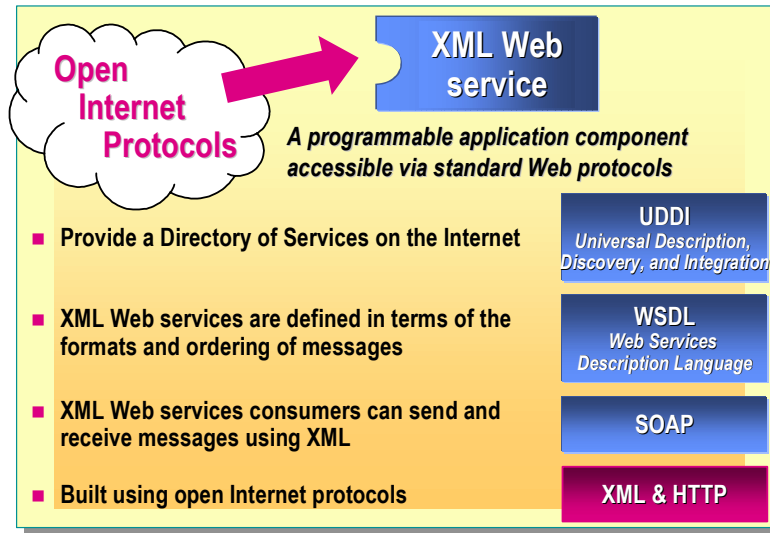 Open
Internet
Protocols
XML Web
service
A programmable application component
accessible via standard Web protocols
Provide a Directory of Services on the Internet
UDDI
Universal Description,
Discovery, and Integration
XML Web services are defined in terms of the
formats and ordering of messages
WSDL
Web Services
Description Language
XML Web services consumers can send and
receive messages using XML
SOAP
Built using open Internet protocols
XML & HTTP